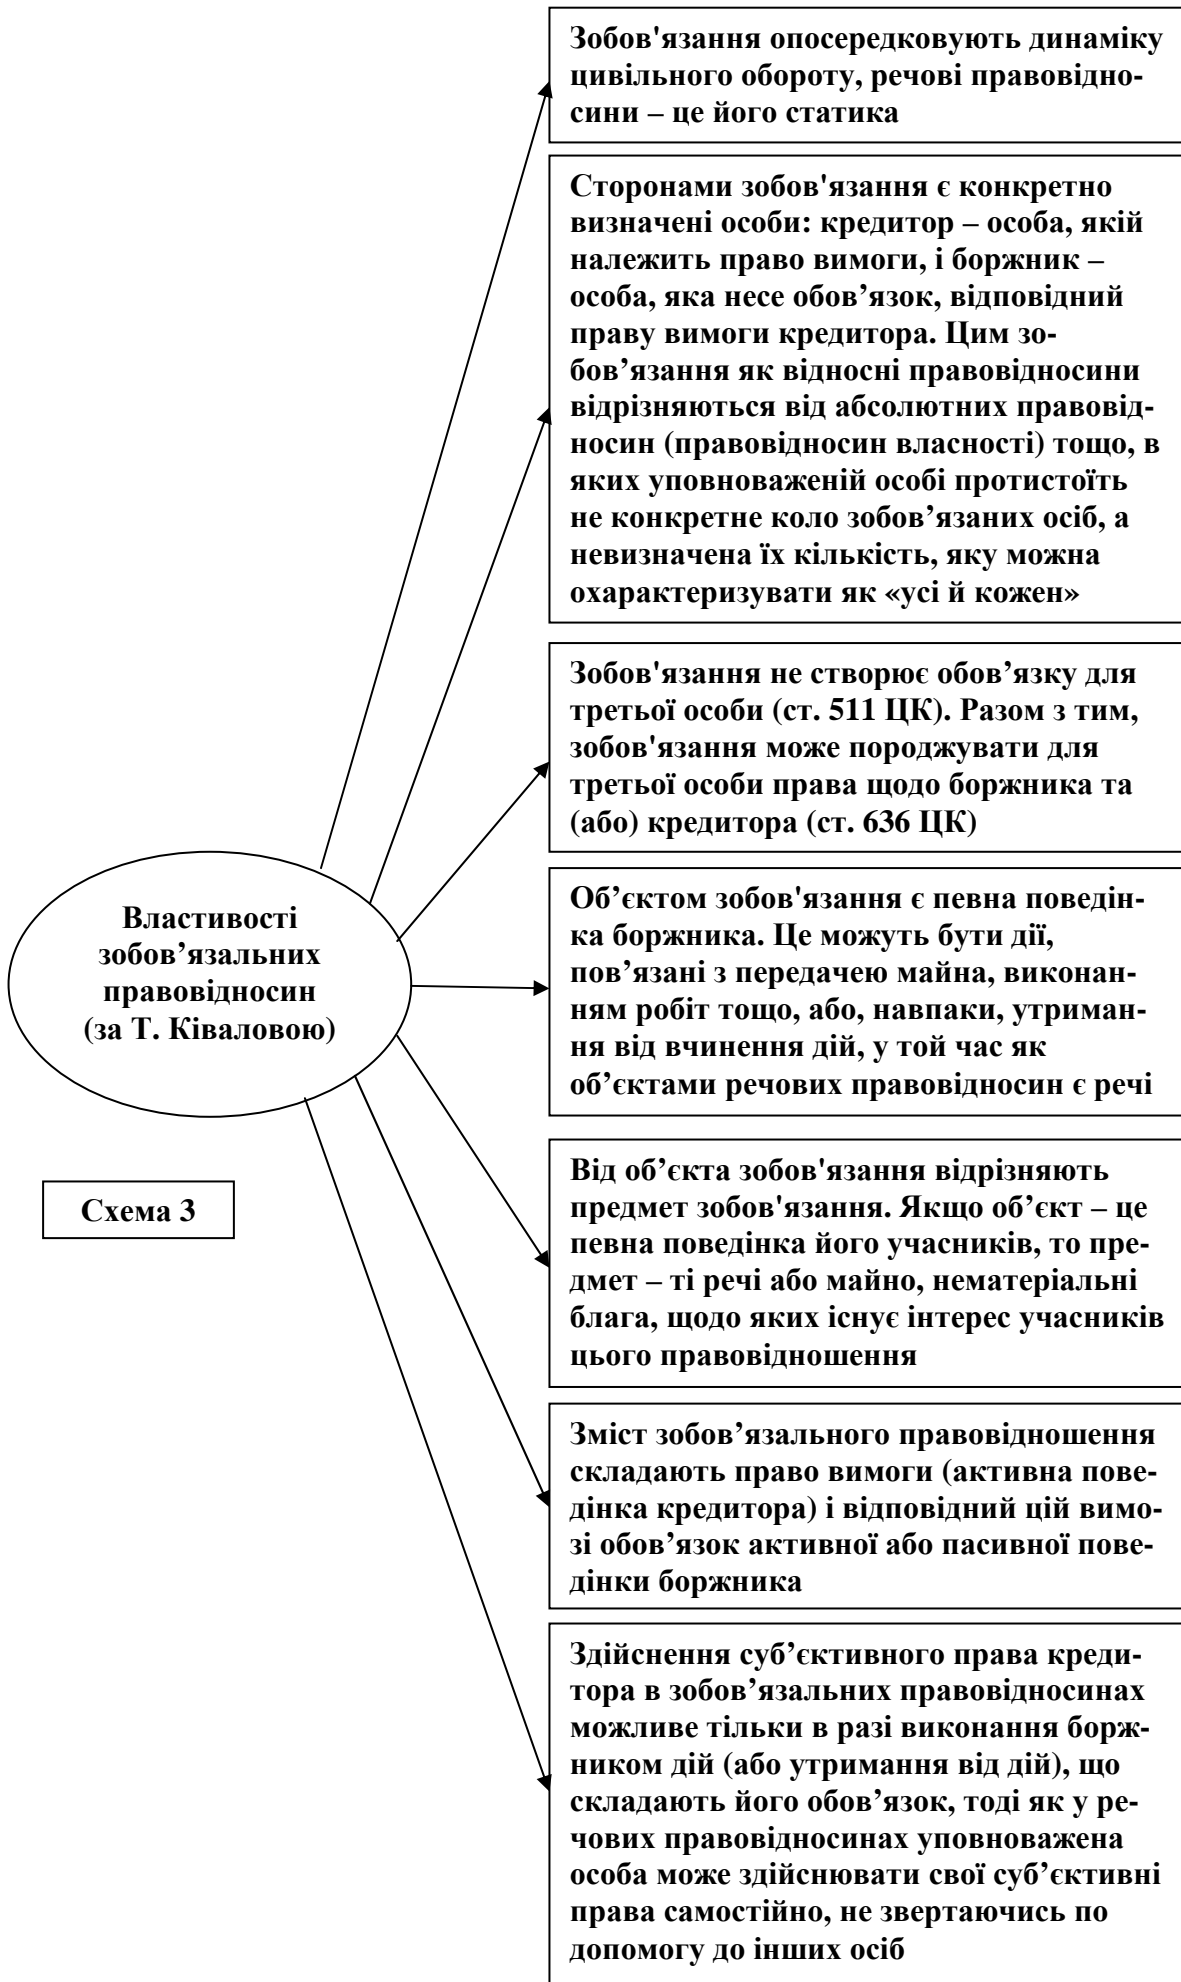 Зобов'язання опосередковують динаміку
цивільного обороту, речові правовідно-
сини – це його статика
Сторонами зобов'язання є конкретно
визначені особи: кредитор – особа, якій
належить право вимоги, і боржник –
особа, яка несе обов’язок, відповідний
праву вимоги кредитора. Цим зо-
бов’язання як відносні правовідносини
відрізняються від абсолютних правовід-
носин (правовідносин власності) тощо, в
яких уповноваженій особі протистоїть
не конкретне коло зобов’язаних осіб, а
невизначена їх кількість, яку можна
охарактеризувати як «усі й кожен»
Зобов'язання не створює обов’язку для
третьої особи (ст. 511 ЦК). Разом з тим,
зобов'язання може породжувати для
третьої особи права щодо боржника та
(або) кредитора (ст. 636 ЦК)
Властивості
зобов’язальних
правовідносин
(за Т. Ківаловою)
Об’єктом зобов'язання є певна поведін-
ка боржника. Це можуть бути дії,
пов’язані з передачею майна, виконан-
ням робіт тощо, або, навпаки, утриман-
ня від вчинення дій, у той час як
об’єктами речових правовідносин є речі
Від об’єкта зобов'язання відрізняють
предмет зобов'язання. Якщо об’єкт – це
певна поведінка його учасників, то пре-
дмет – ті речі або майно, нематеріальні
блага, щодо яких існує інтерес учасників
цього правовідношення
Схема 3
Зміст зобов’язального правовідношення
складають право вимоги (активна пове-
дінка кредитора) і відповідний цій вимо-
зі обов’язок активної або пасивної пове-
дінки боржника
Здійснення суб’єктивного права креди-
тора в зобов’язальних правовідносинах
можливе тільки в разі виконання борж-
ником дій (або утримання від дій), що
складають його обов’язок, тоді як у ре-
чових правовідносинах уповноважена
особа може здійснювати свої суб’єктивні
права самостійно, не звертаючись по
допомогу до інших осіб